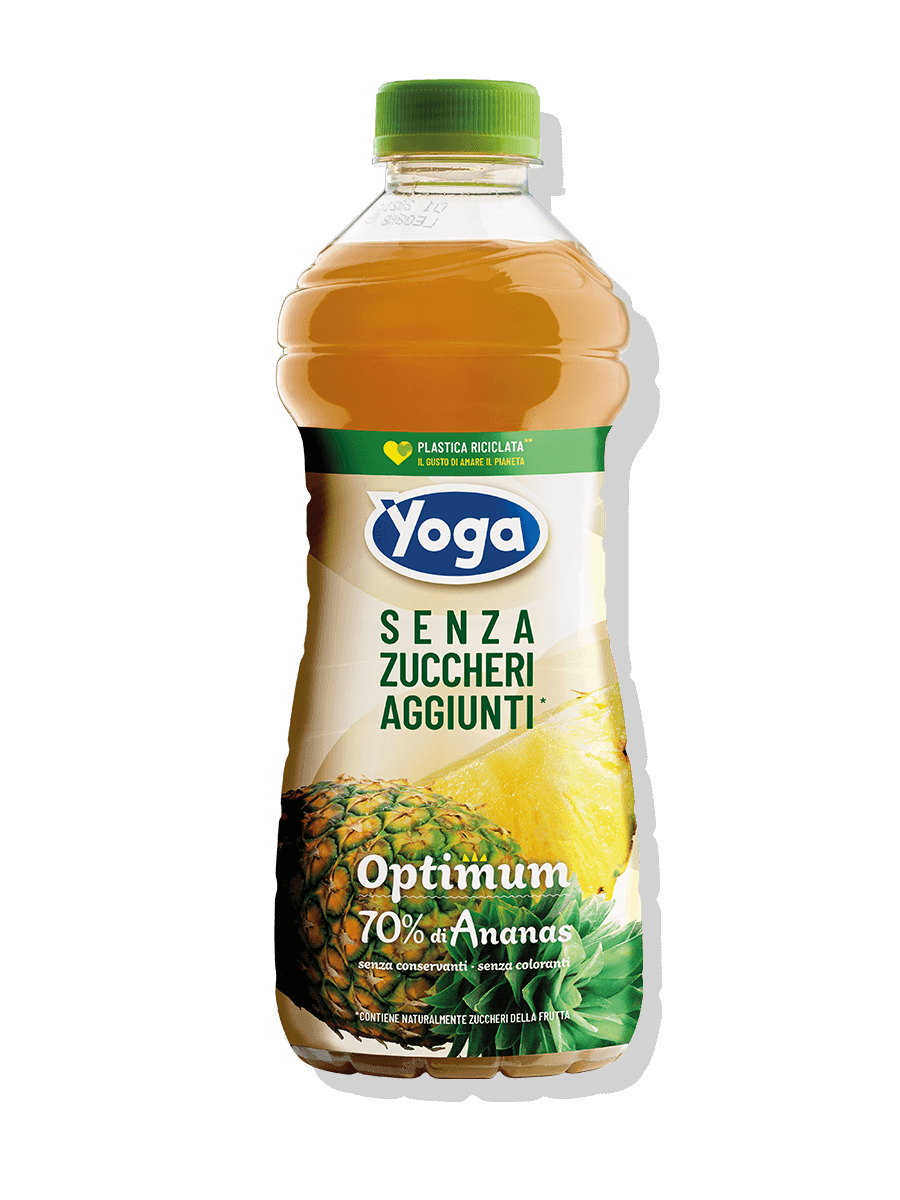 PLASTICA RICICLATA**
IL GUSTO DI AMARE IL PIANETA
Yoga
SENZA
ZUCCHERI
AGGIUNTI*
Optimum
70% di Ananas
senza conservanti · senza coloranti
*CONTIENE NATURALMENTE ZUCCHERI DELLA FRUTTA